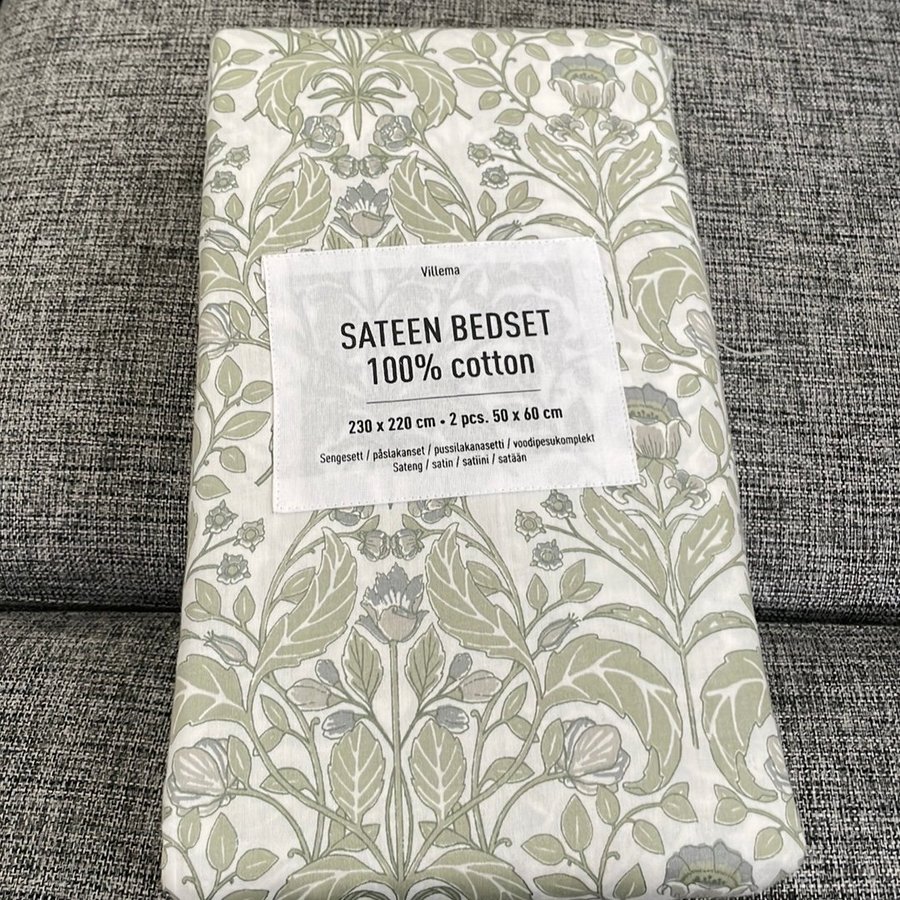 Villema
SATEEN BEDSET
100% cotton
230 x 220 cm • 2 pcs. 50 x 60 cm
Sengesett / påslakanset / pussilakanasetti / voodipesukomplekt
Sateng / satin / satiini / satään